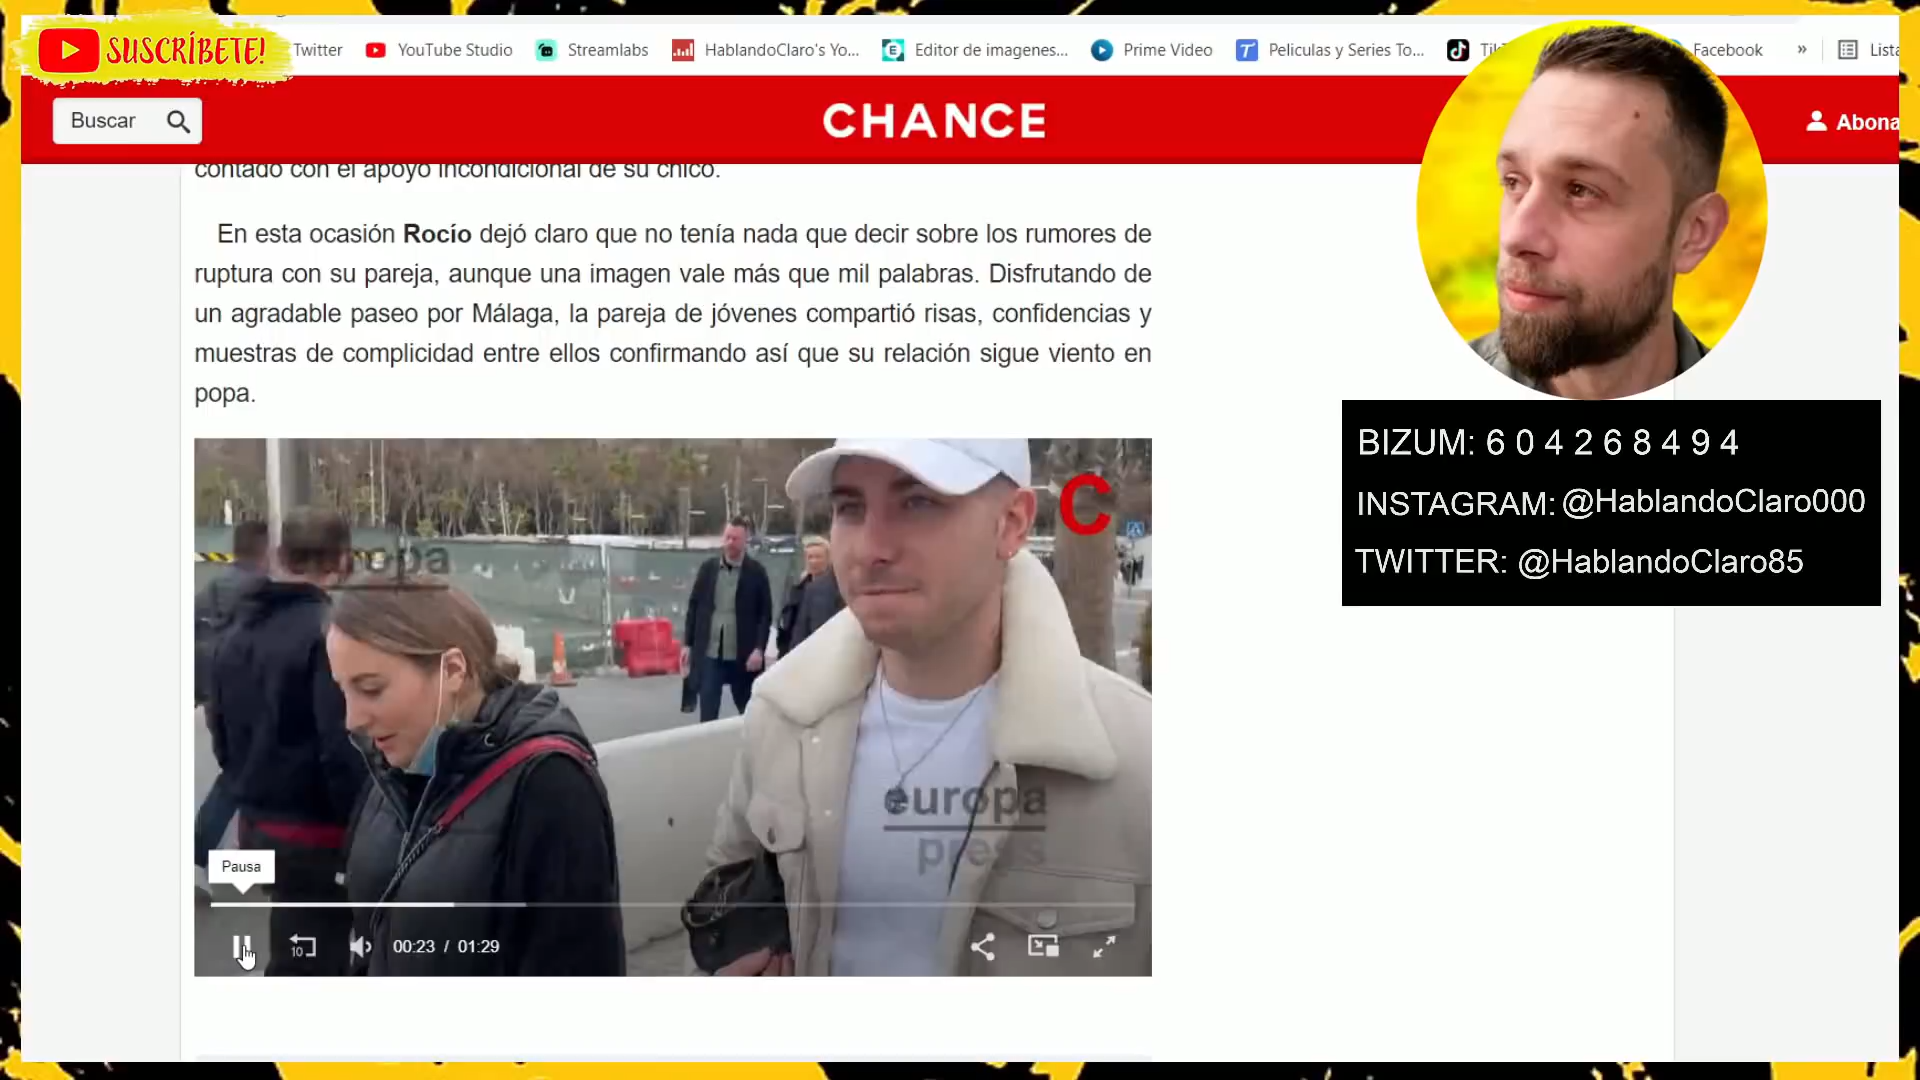 SUSCRÍBETE!
Twitter
YouTube Studio
Streamlabs
HablandoClaro's Yo...
Editor de imagenes...
Prime Video
Peliculas y Series To...
Facebook
»
Lista
Buscar
CHANCE
Abona
contado con el apoyo incondicional de su chico.
En esta ocasión Rocío dejó claro que no tenía nada que decir sobre los rumores de
ruptura con su pareja, aunque una imagen vale más que mil palabras. Disfrutando de
un agradable paseo por Málaga, la pareja de jóvenes compartió risas, confidencias y
muestras de complicidad entre ellos confirmando así que su relación sigue viento en
popa.
BIZUM: 6 0 4 2 6 8 4 9 4
INSTAGRAM: @HablandoClaro000
TWITTER: @HablandoClaro85
C
europa
europa
press
Pausa
10
00:23 / 01:29